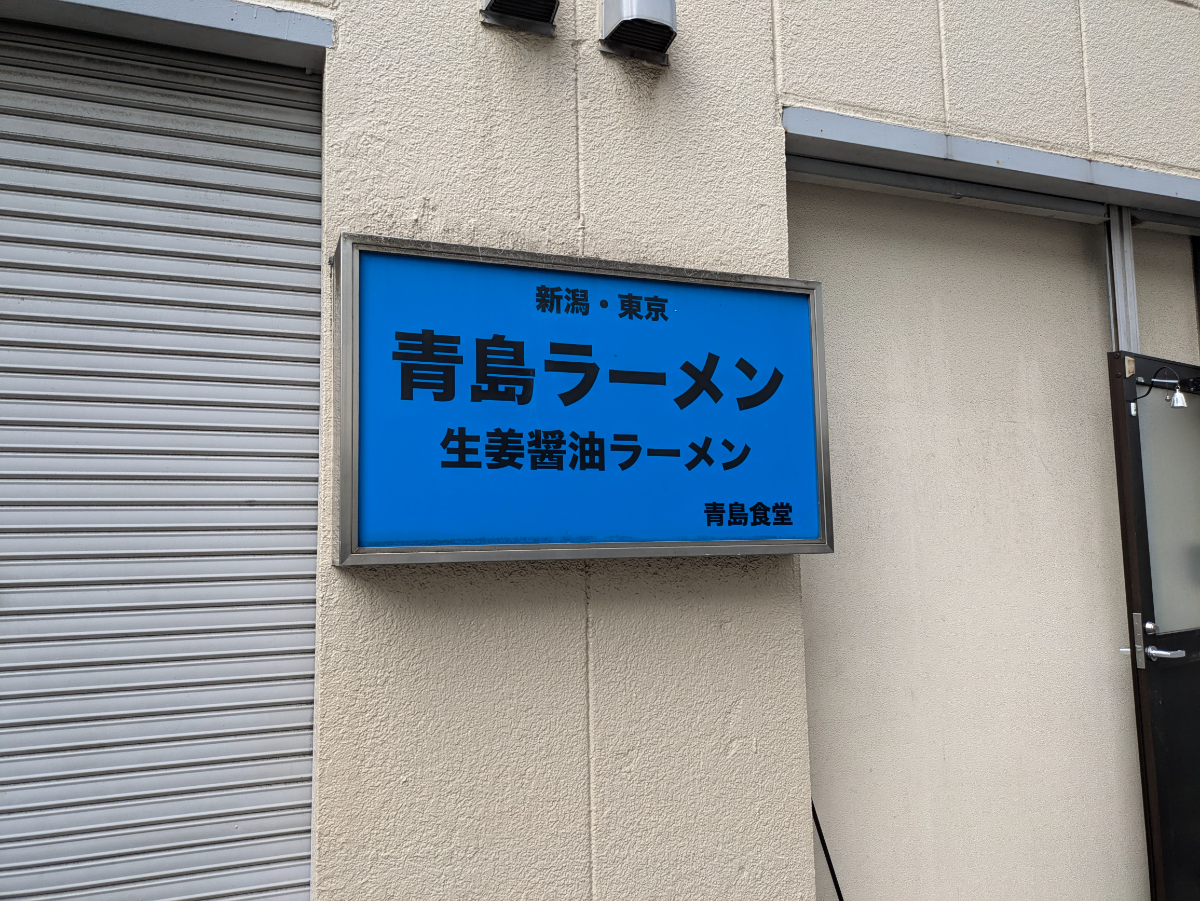 新潟・東京
青島ラーメン
生姜醤油ラーメン
青島食堂